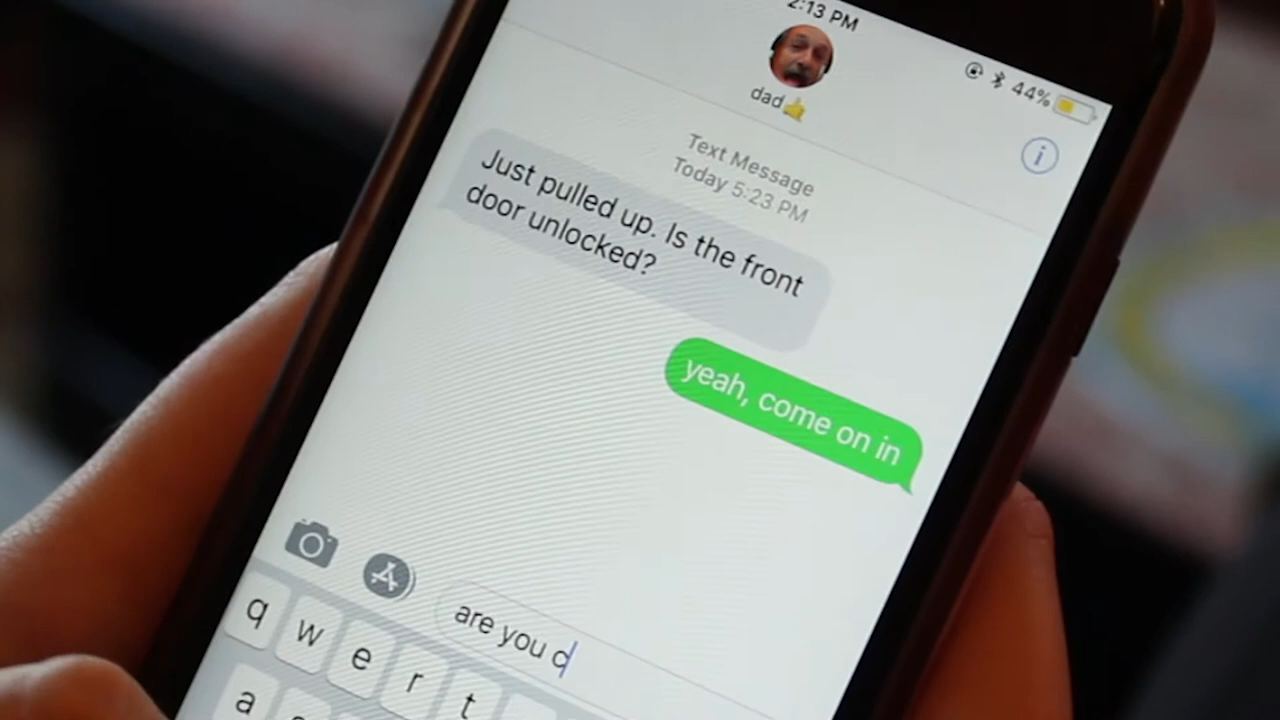 2:13 PM
44%
dad🤙
Text Message
Today 5:23 PM
Just pulled up. Is the front
door unlocked?
yeah, come on in
are you c
q w e r t
a